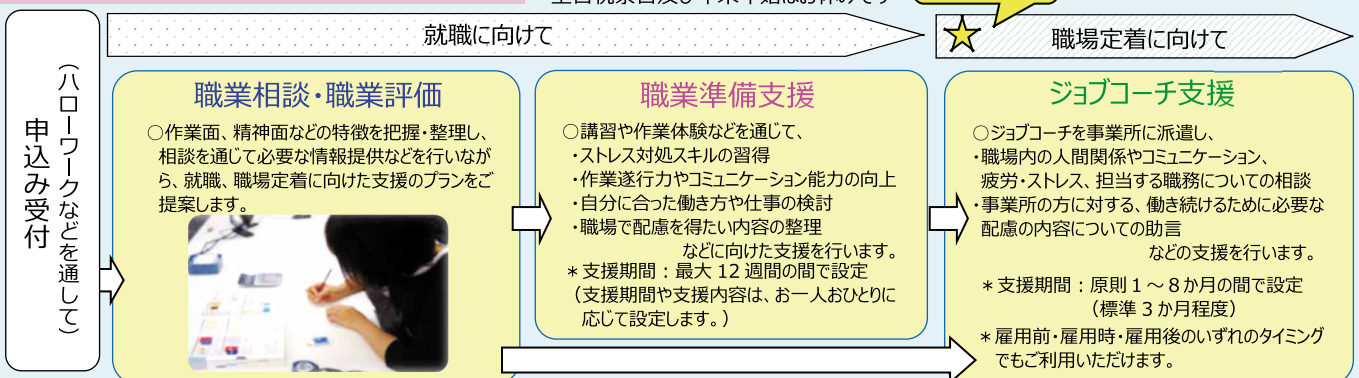 就職に向けて
職場定着に向けて
申込み受付
（ハローワークなどを通して）
職業相談・職業評価
○作業面、精神面などの特徴を把握・整理し、
相談を通じて必要な情報提供などを行いなが
ら、就職、職場定着に向けた支援のプランをご
提案します。
職業準備支援
○講習や作業体験などを通じて、
・ストレス対処スキルの習得
・作業遂行力やコミュニケーション能力の向上
・自分に合った働き方や仕事の検討
・職場で配慮を得たい内容の整理
などに向けた支援を行います。
＊支援期間：最大 12 週間の間で設定
（支援期間や支援内容は、お一人おひとりに
応じて設定します。）
ジョブコーチ支援
○ジョブコーチを事業所に派遣し、
・職場内の人間関係やコミュニケーション、
疲労・ストレス、担当する職務についての相談
・事業所の方に対する、働き続けるために必要な
配慮の内容についての助言
などの支援を行います。
＊支援期間：原則１～８か月の間で設定
（標準３か月程度）
＊雇用前・雇用時・雇用後のいずれのタイミング
でもご利用いただけます。